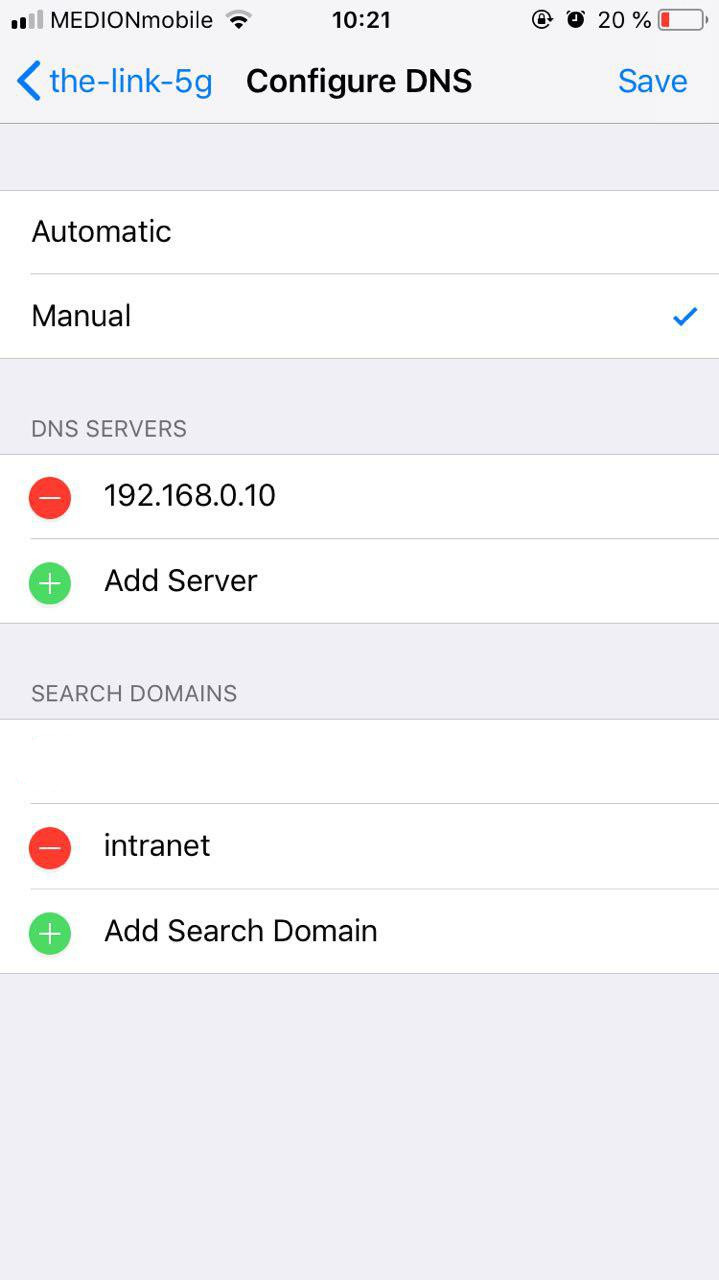 MEDIONmobile 10:21 20 %
the-link-5g Configure DNS Save
Automatic
Manual
DNS SERVERS
192.168.0.10
Add Server
SEARCH DOMAINS
intranet
Add Search Domain